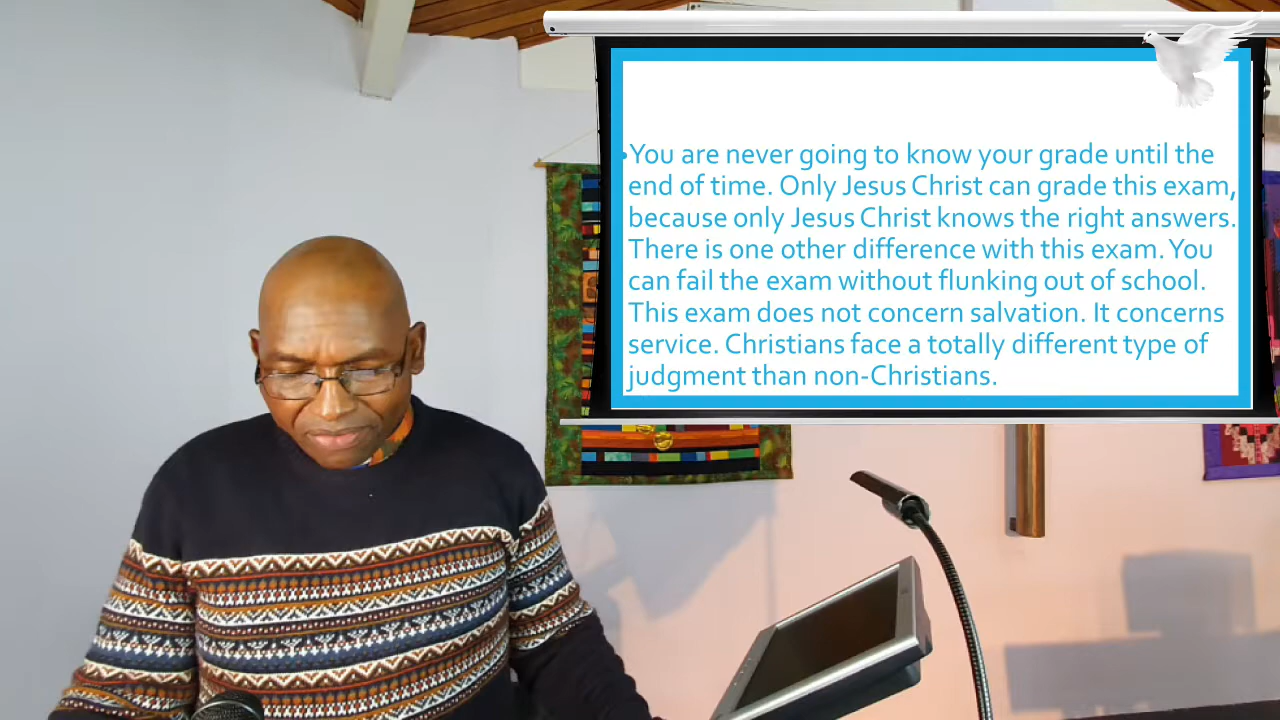 •You are never going to know your grade until the
end of time. Only Jesus Christ can grade this exam,
because only Jesus Christ knows the right answers.
There is one other difference with this exam. You
can fail the exam without flunking out of school.
This exam does not concern salvation. It concerns
service. Christians face a totally different type of
judgment than non-Christians.